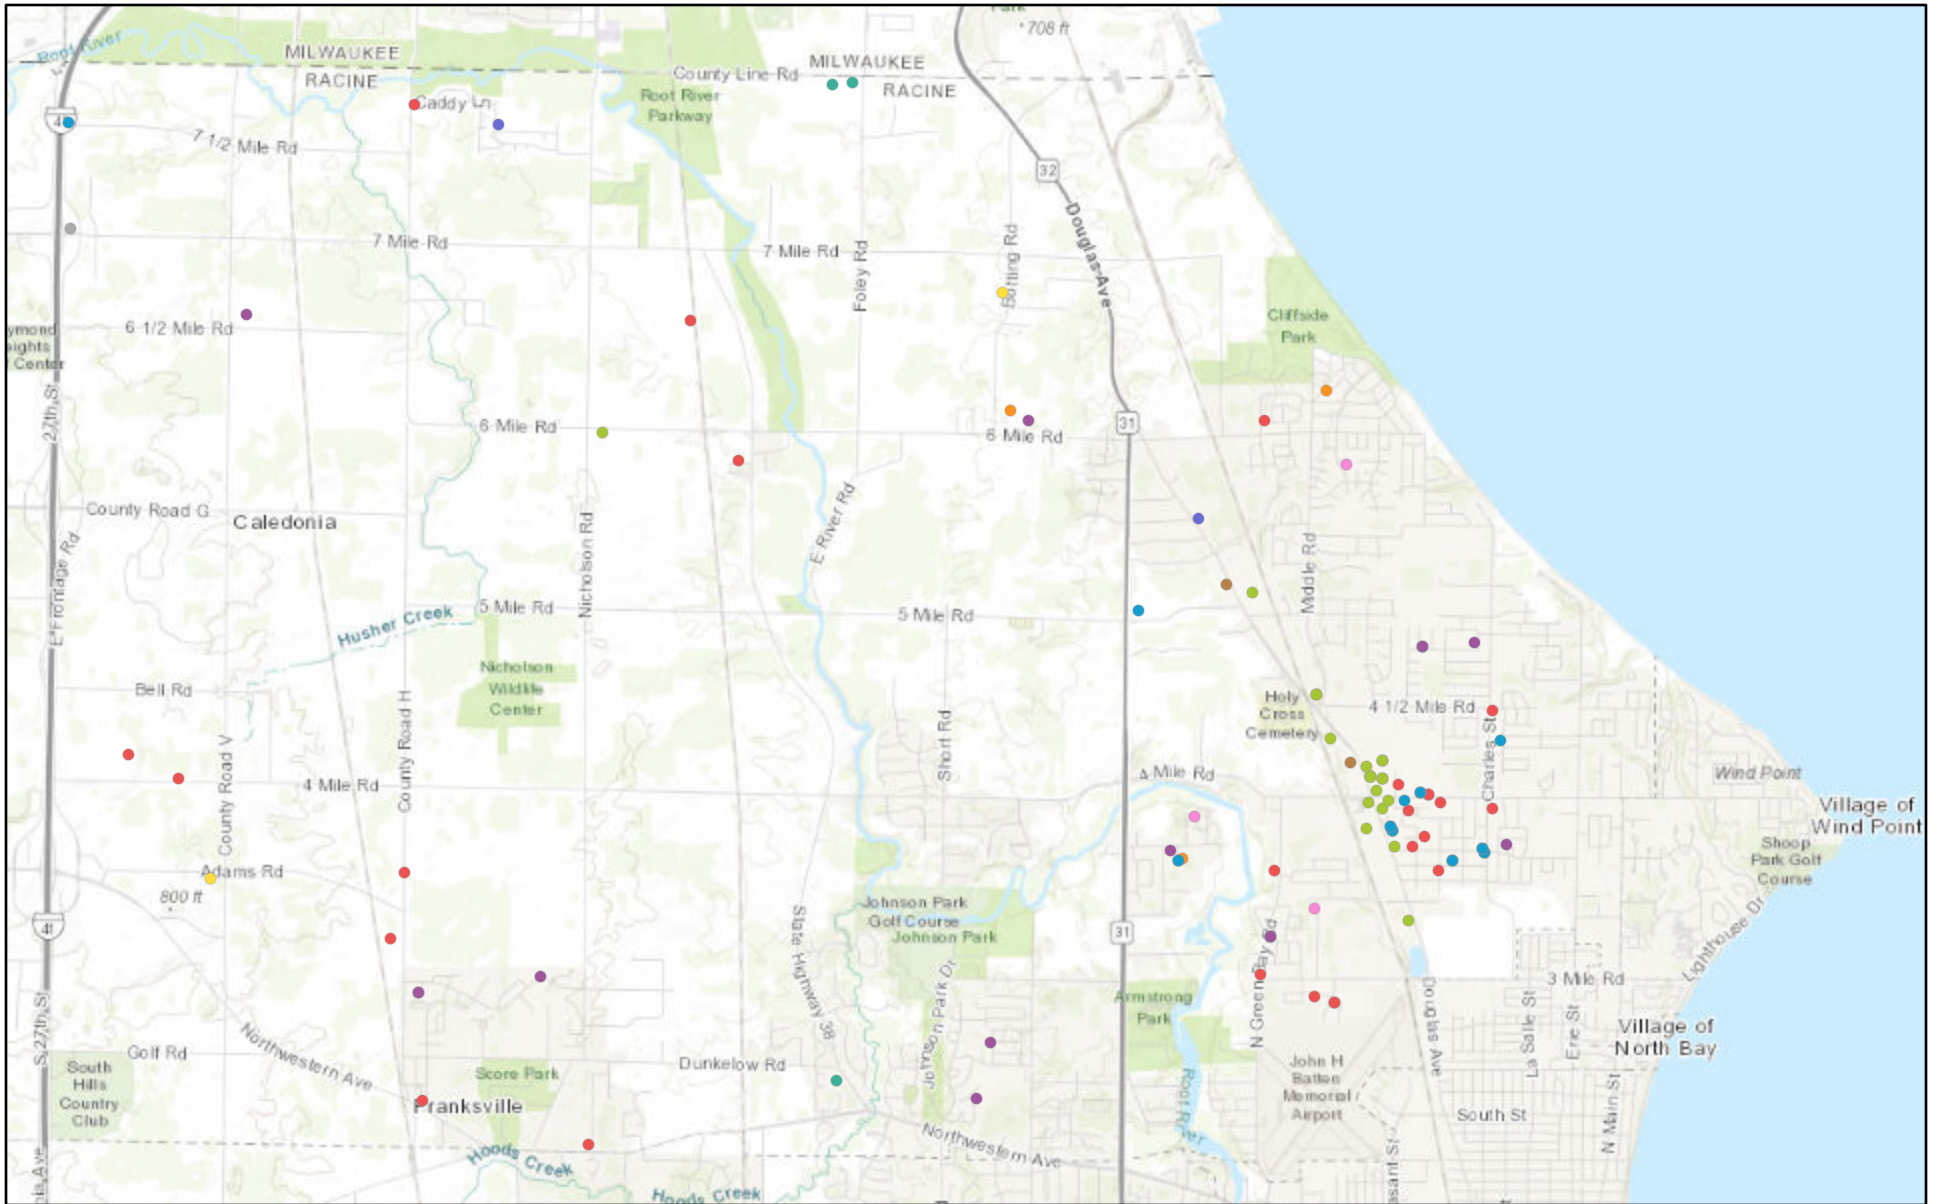 Park
708 ft
Root River
MILWAUKEE
RACINE
County Line Rd
MILWAUKEE
RACINE
Root River
Parkway
Caddy Ln
7 1/2 Mile Rd
32
Douglas Ave
7 Mile Rd
7 Mile Rd
Foley Rd
Botting Rd
Cliffside
Park
6 1/2 Mile Rd
ymond
eights
Center
27th St
6 Mile Rd
6 Mile Rd
31
County Road G
Caledonia
Nicholson Rd
E River Rd
Middle Rd
E Frontage Rd
Husher Creek
5 Mile Rd
5 Mile Rd
Nicholson
Wildlife
Center
Bell Rd
County Road V
County Road H
Short Rd
Holy
Cross
Cemetery
4 1/2 Mile Rd
Charles St
4 Mile Rd
4 Mile Rd
Wind Point
Village of
Wind Point
Shoop
Park Golf
Course
Adams Rd
800 ft
41
State Highway 38
Johnson Park
Golf Course
Johnson Park
31
N Green Bay Rd
Lighthouse Dr
3 Mile Rd
S 27th St
Northwestern Ave
Johnson Park Dr
Armstrong
Park
Douglas Ave
La Salle St
Erie St
Village of
North Bay
Golf Rd
South
Hills
Country
Club
Score Park
Dunkelow Rd
Franksville
Root River
John H
Batten
Memorial
Airport
South St
N Main St
Northwestern Ave
Hoods Creek
Hoods Creek
asant St